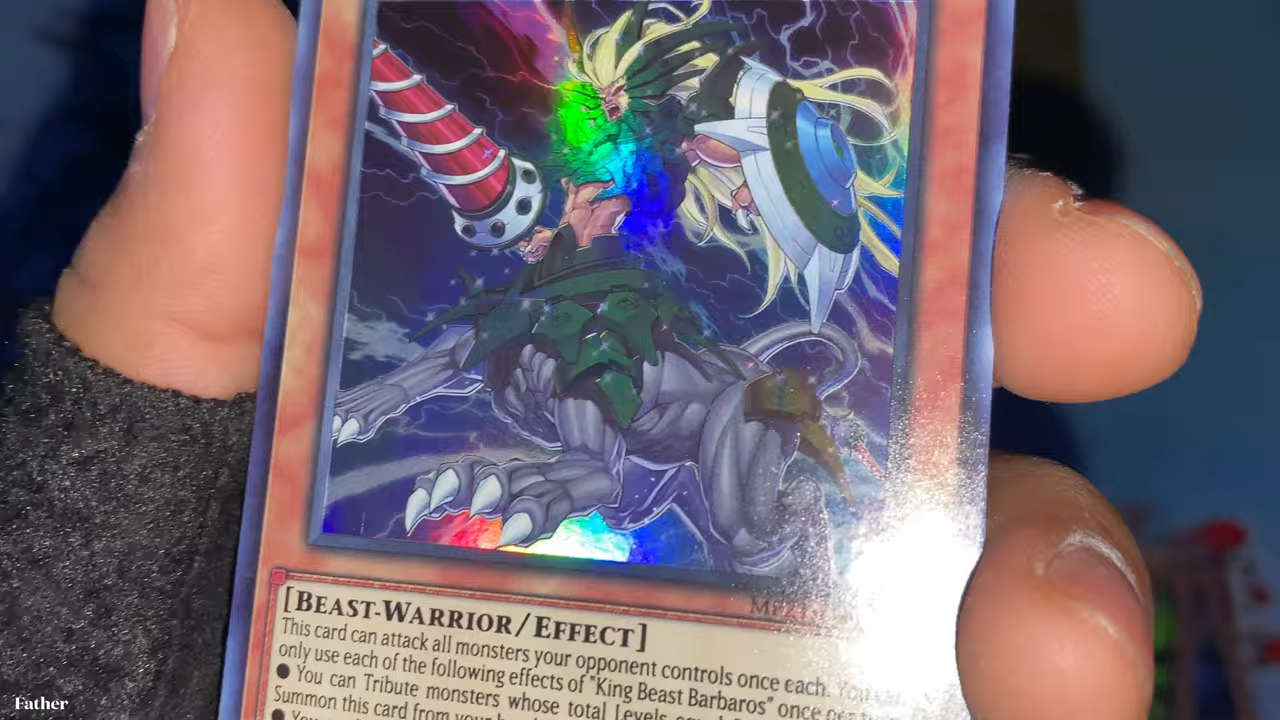 MP21
[BEAST-WARRIOR/EFFECT]
This card can attack all monsters your opponent controls once each. You
only use each of the following effects of "King Beast Barbaros" once per
● You can Tribute monsters whose total Levels
Summon this card from your
Father